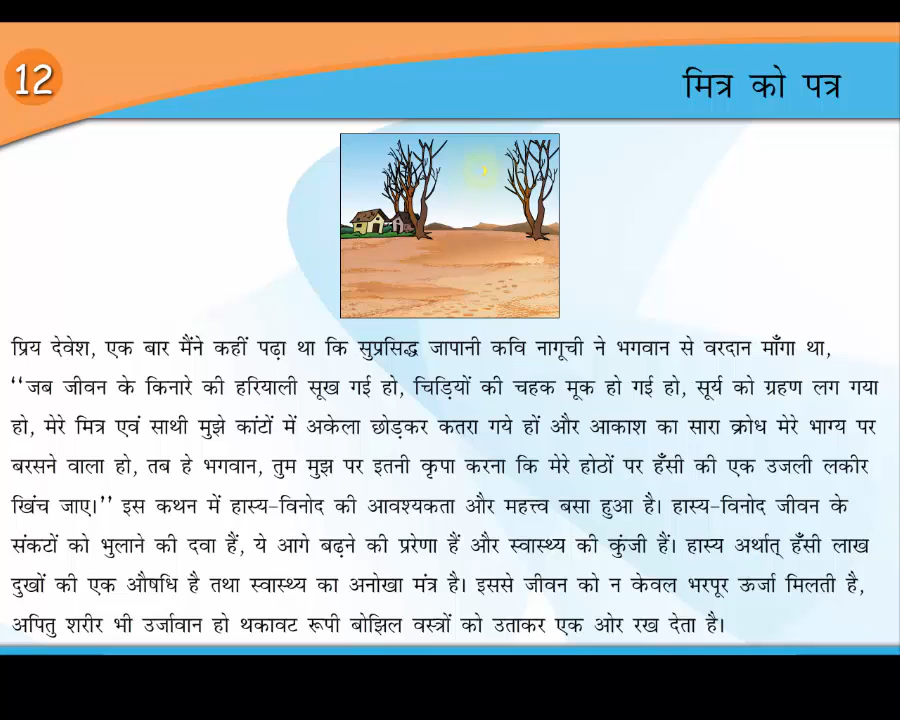 12
मित्र को पत्र
प्रिय देवेश, एक बार मैंने कहीं पढ़ा था कि सुप्रसिद्ध जापानी कवि नागूची ने भगवान से वरदान माँगा था,
‘‘जब जीवन के किनारे की हरियाली सूख गई हो, चिड़ियों की चहक मूक हो गई हो, सूर्य को ग्रहण लग गया
हो, मेरे मित्र एवं साथी मुझे कांटों में अकेला छोड़कर कतरा गये हों और आकाश का सारा क्रोध मेरे भाग्य पर
बरसने वाला हो, तब हे भगवान, तुम मुझ पर इतनी कृपा करना कि मेरे होठों पर हँसी की एक उजली लकीर
खिंच जाए।’’ इस कथन में हास्य-विनोद की आवश्यकता और महत्त्व बसा हुआ है। हास्य-विनोद जीवन के
संकटों को भुलाने की दवा हैं, ये आगे बढ़ने की प्ररेणा हैं और स्वास्थ्य की कुंजी हैं। हास्य अर्थात् हँसी लाख
दुखों की एक औषधि है तथा स्वास्थ्य का अनोखा मंत्र है। इससे जीवन को न केवल भरपूर ऊर्जा मिलती है,
अपितु शरीर भी उर्जावान हो थकावट रूपी बोझिल वस्त्रों को उताकर एक ओर रख देता है।